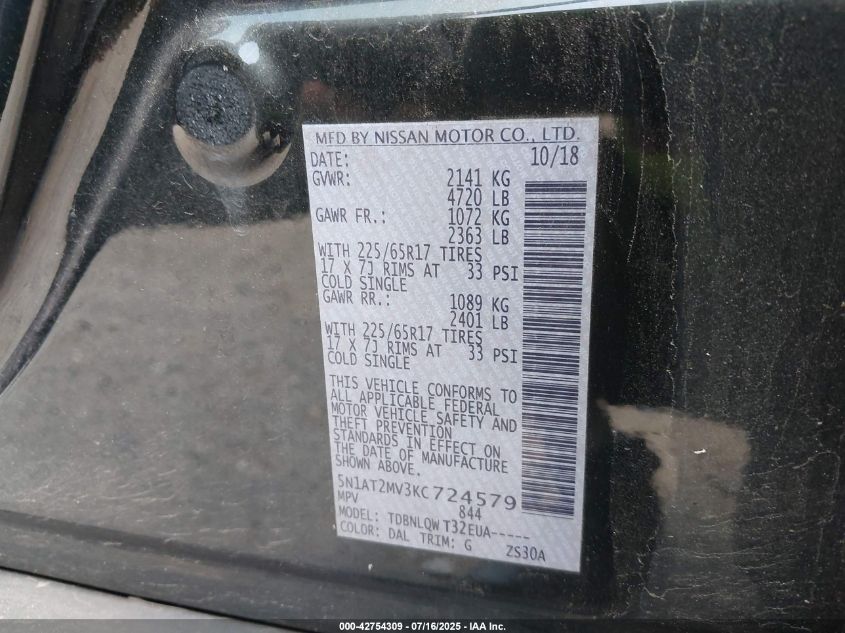 MFD BY NISSAN MOTOR CO., LTD.
DATE: 10/18
GVWR: 2141 KG
4720 LB
GAWR FR.: 1072 KG
2363 LB
WITH 225/65R17 TIRES
17 X 7J RIMS AT 33 PSI
COLD SINGLE
GAWR RR.: 1089 KG
2401 LB
WITH 225/65R17 TIRES
17 X 7J RIMS AT 33 PSI
COLD SINGLE
THIS VEHICLE CONFORMS TO
ALL APPLICABLE FEDERAL
MOTOR VEHICLE SAFETY AND
THEFT PREVENTION
STANDARDS IN EFFECT ON
THE DATE OF MANUFACTURE
SHOWN ABOVE.
5N1AT2MV3KC724579
MPV 844
MODEL: TDBNLQW T32EUA-----
COLOR: DAL TRIM: G ZS30A
000-42754309 - 07/16/2025 - IAA Inc.